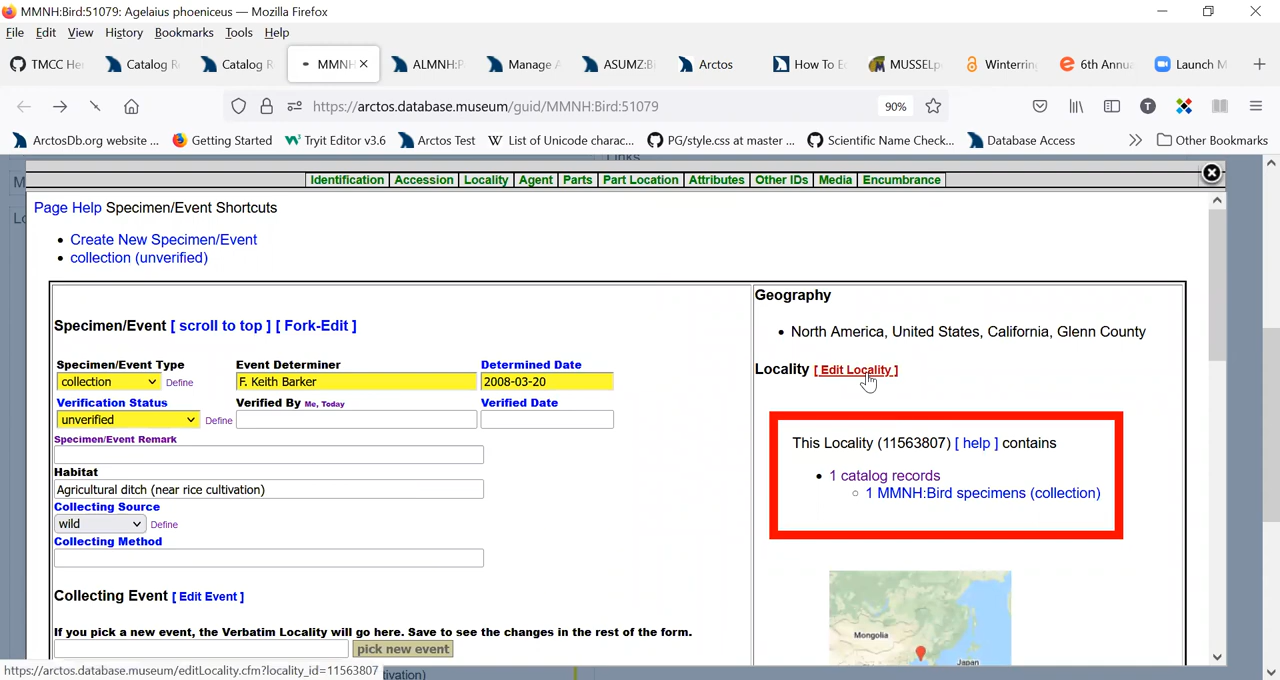 MMNH:Bird:51079: Agelaius phoeniceus — Mozilla Firefox
File Edit View History Bookmarks Tools Help
TMCC He Catalog R Catalog R MMNH ALMNH: Manage A ASUMZ:B Arctos How To E MUSSELp Winterring 6th Annu Launch M
https://arctos.database.museum/guid/MMNH:Bird:51079 90%
ArctosDb.org website ... Getting Started Tryit Editor v3.6 Arctos Test List of Unicode charac... PG/style.css at master ... Scientific Name Check... Database Access Other Bookmarks
Links
Identification Accession Locality Agent Parts Part Location Attributes Other IDs Media Encumbrance
Page Help Specimen/Event Shortcuts
Create New Specimen/Event
collection (unverified)
Geography
North America, United States, California, Glenn County
Specimen/Event [ scroll to top ] [ Fork-Edit ]
Specimen/Event Type Event Determiner Determined Date
collection Define F. Keith Barker 2008-03-20
Verification Status Verified By Me, Today Verified Date
unverified Define
Specimen/Event Remark
Habitat
Agricultural ditch (near rice cultivation)
Collecting Source
wild Define
Collecting Method
Locality [ Edit Locality ]
This Locality (11563807) [ help ] contains
1 catalog records
1 MMNH:Bird specimens (collection)
Mongolia
Japan
Collecting Event [ Edit Event ]
If you pick a new event, the Verbatim Locality will go here. Save to see the changes in the rest of the form.
pick new event
https://arctos.database.museum/editLocality.cfm?locality_id=11563807
ivation)